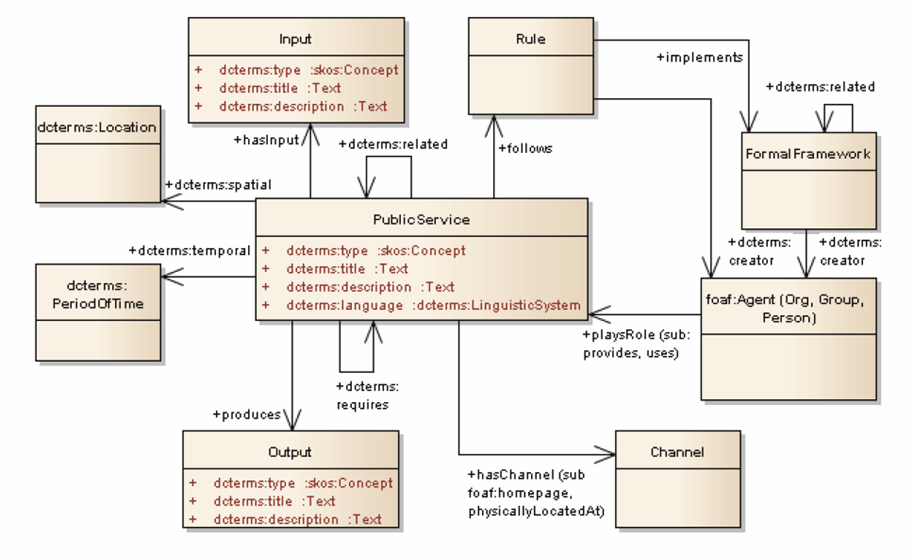 Input
+ dcterms:type :skos:Concept
+ dcterms:title :Text
+ dcterms:description :Text
Rule
+implements
+dcterms:related
FormalFramework
dcterms:Location
+hasInput
+dcterms:related
+follows
+dcterms:spatial
PublicService
+ dcterms:type :skos:Concept
+ dcterms:title :Text
+ dcterms:description :Text
+ dcterms:language :dcterms:LinguisticSystem
+dcterms:temporal
dcterms:
PeriodOfTime
+dcterms:
creator
+dcterms:
creator
foaf:Agent (Org, Group,
Person)
+playsRole (sub:
provides, uses)
+dcterms:
requires
+produces
Output
+ dcterms:type :skos:Concept
+ dcterms:title :Text
+ dcterms:description :Text
+hasChannel (sub
foaf:homepage,
physicallyLocatedAt)
Channel